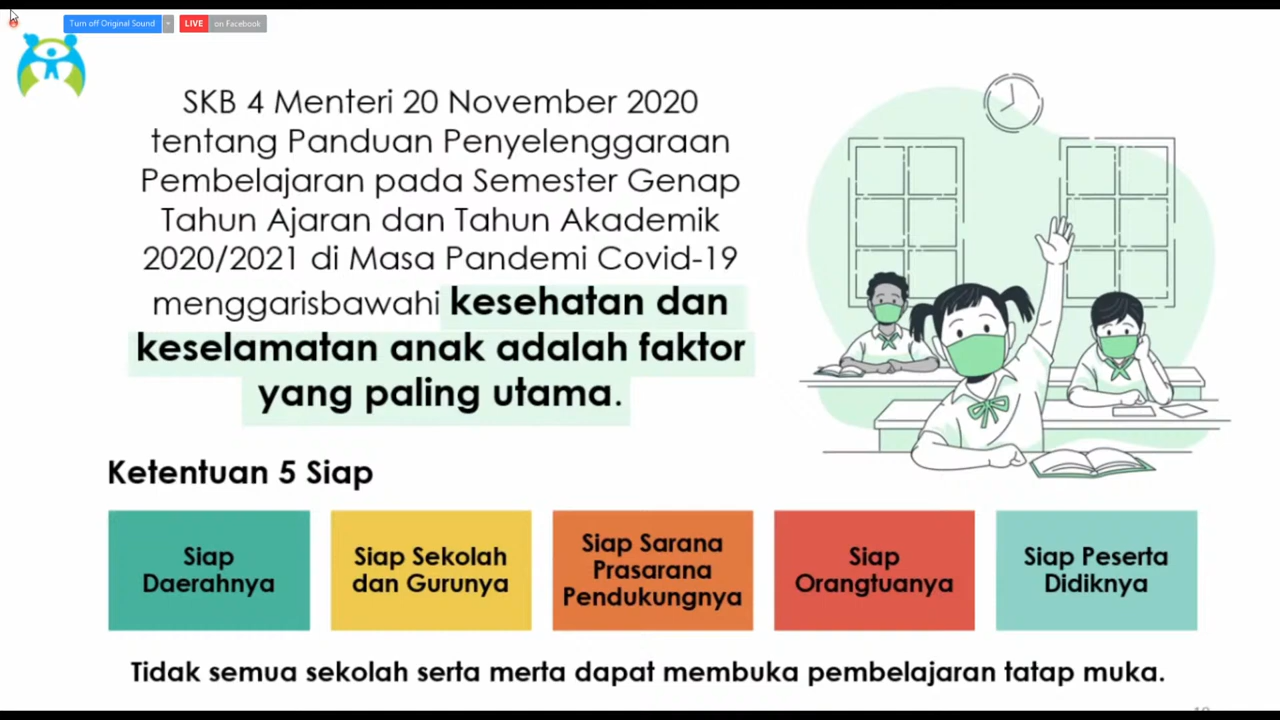 Turn off Original Sound
LIVE on Facebook
SKB 4 Menteri 20 November 2020
tentang Panduan Penyelenggaraan
Pembelajaran pada Semester Genap
Tahun Ajaran dan Tahun Akademik
2020/2021 di Masa Pandemi Covid-19
menggarisbawahi kesehatan dan
keselamatan anak adalah faktor
yang paling utama.
Ketentuan 5 Siap
Siap
Daerahnya
Siap Sekolah
dan Gurunya
Siap Sarana
Prasarana
Pendukungnya
Siap
Orangtuanya
Siap Peserta
Didiknya
Tidak semua sekolah serta merta dapat membuka pembelajaran tatap muka.